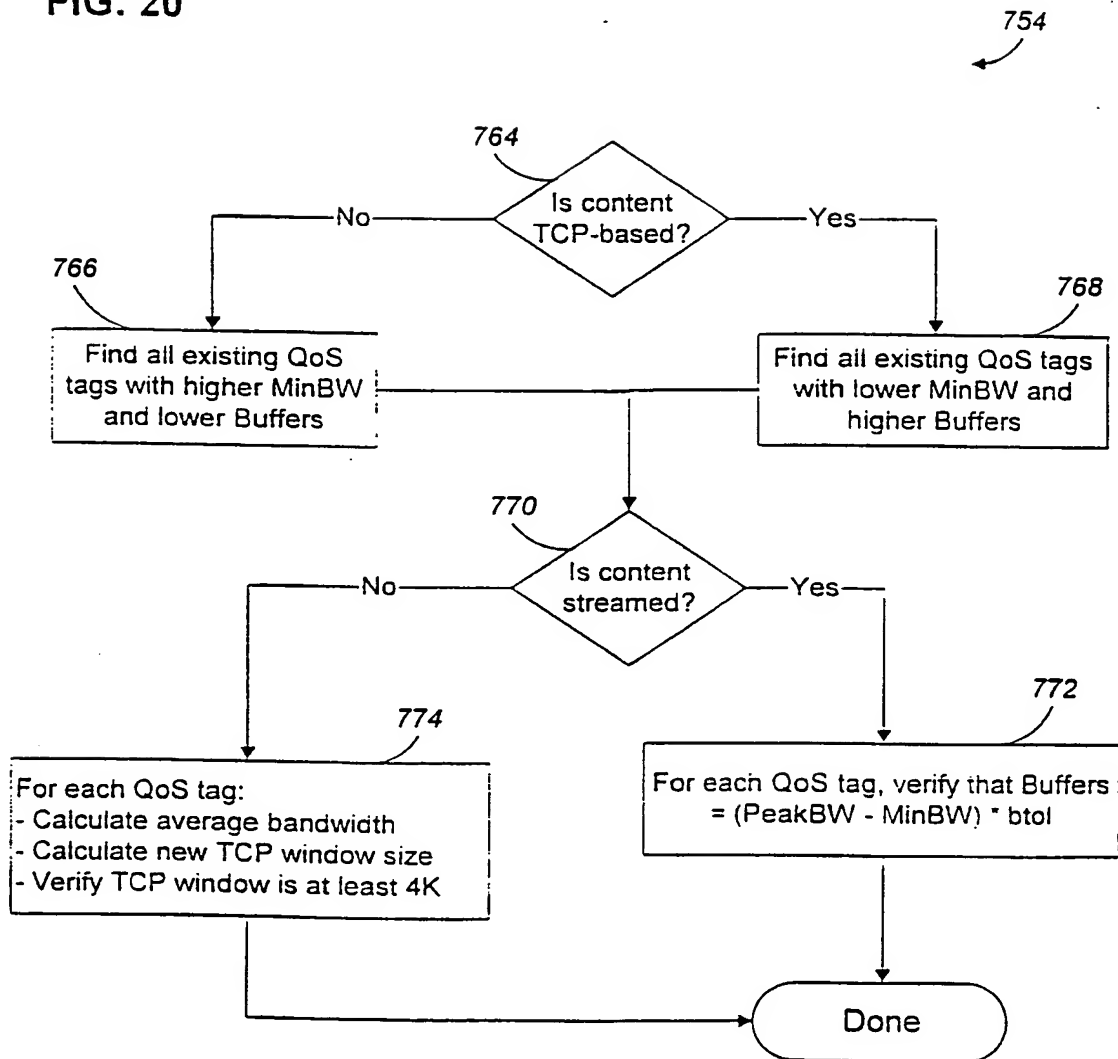 FIG. 20
754
764
Is content
TCP-based?
No
Yes
766
768
Find all existing QoS
tags with higher MinBW
and lower Buffers
Find all existing QoS tags
with lower MinBW and
higher Buffers
770
Is content
streamed?
No
Yes
774
772
For each QoS tag:
- Calculate average bandwidth
- Calculate new TCP window size
- Verify TCP window is at least 4K
For each QoS tag, verify that Buffers
= (PeakBW - MinBW) * btol
Done